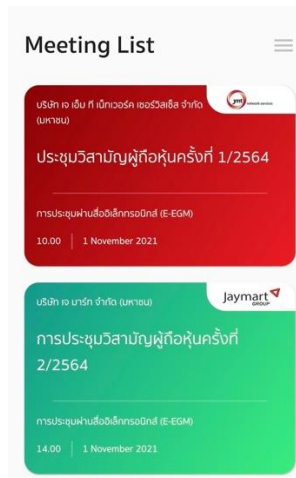 Meeting List
บริษัท เจ เอ็ม ที เน็ทเวอร์ค เซอร์วิสเซ็ส จำกัด
(มหาชน)
jmt network services
ประชุมวิสามัญผู้ถือหุ้นครั้งที่ 1/2564
การประชุมผ่านสื่ออิเล็กทรอนิกส์ (E-EGM)
10.00 | 1 November 2021
บริษัท เจ มาร์ท จำกัด (มหาชน)
Jaymart
GROUP
การประชุมวิสามัญผู้ถือหุ้นครั้งที่
2/2564
การประชุมผ่านสื่ออิเล็กทรอนิกส์ (E-EGM)
14.00 | 1 November 2021